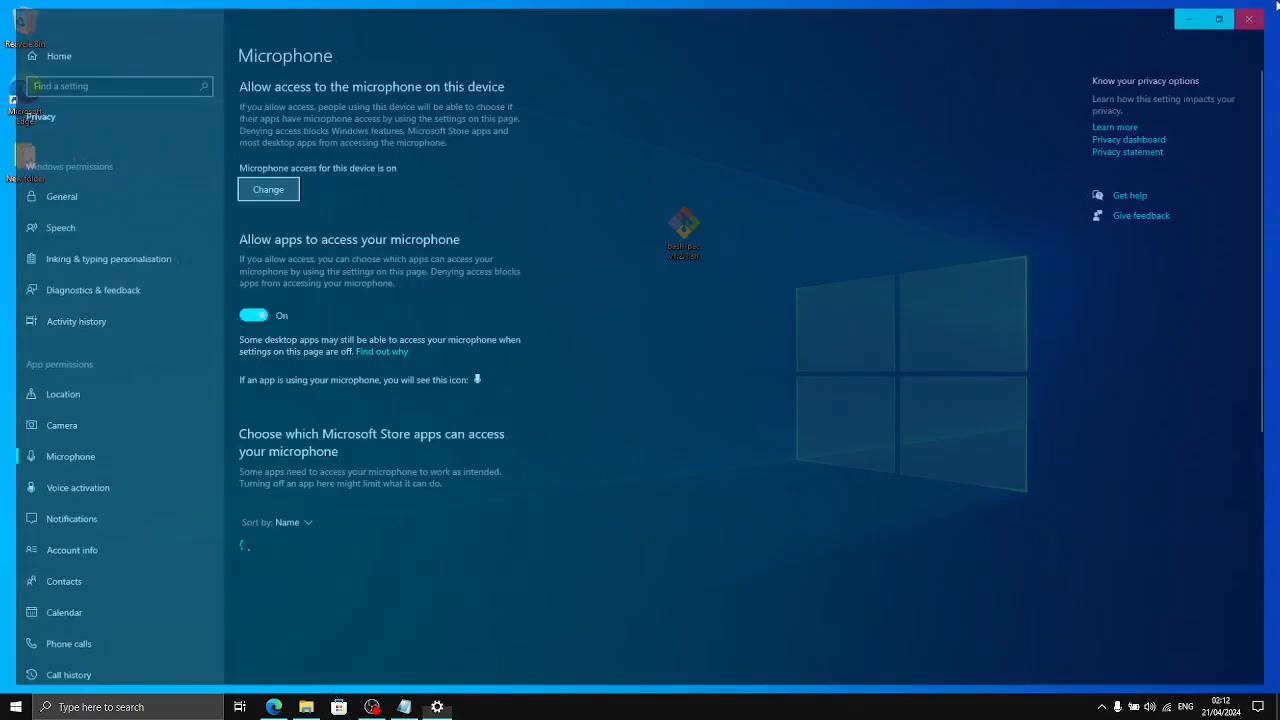 Recycle Bin
Home
Find a setting
Microsoft
Edge
Privacy
Windows permissions
New folder
General
Speech
Inking & typing personalisation
Diagnostics & feedback
Activity history
App permissions
Location
Camera
Microphone
Voice activation
Notifications
Account info
Contacts
Calendar
Phone calls
Call history
Microphone
Allow access to the microphone on this device
If you allow access, people using this device will be able to choose if
their apps have microphone access by using the settings on this page.
Denying access blocks Windows features, Microsoft Store apps and
most desktop apps from accessing the microphone.
Microphone access for this device is on
Change
Allow apps to access your microphone
If you allow access, you can choose which apps can access your
microphone by using the settings on this page. Denying access blocks
apps from accessing your microphone.
On
Some desktop apps may still be able to access your microphone when
settings on this page are off. Find out why
If an app is using your microphone, you will see this icon:
Choose which Microsoft Store apps can access
your microphone
Some apps need to access your microphone to work as intended.
Turning off an app here might limit what it can do.
Sort by: Name
bash-pac
Know your privacy options
Learn how this setting impacts your
privacy.
Learn more
Privacy dashboard
Privacy statement
Get help
Give feedback
Type here to search
ENG
02:12
21/04/2024